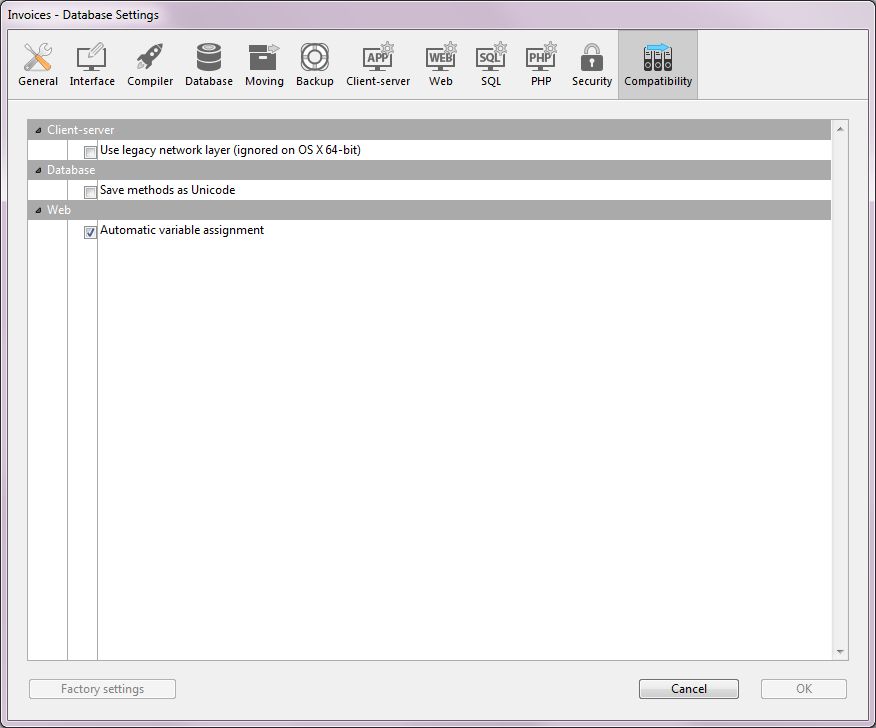 Invoices - Database Settings
APP WEB SQL PHP
General Interface Compiler Database Moving Backup Client-server Web SQL PHP Security Compatibility
Client-server
Use legacy network layer (ignored on OS X 64-bit)
Database
Save methods as Unicode
Web
Automatic variable assignment
Factory settings Cancel OK